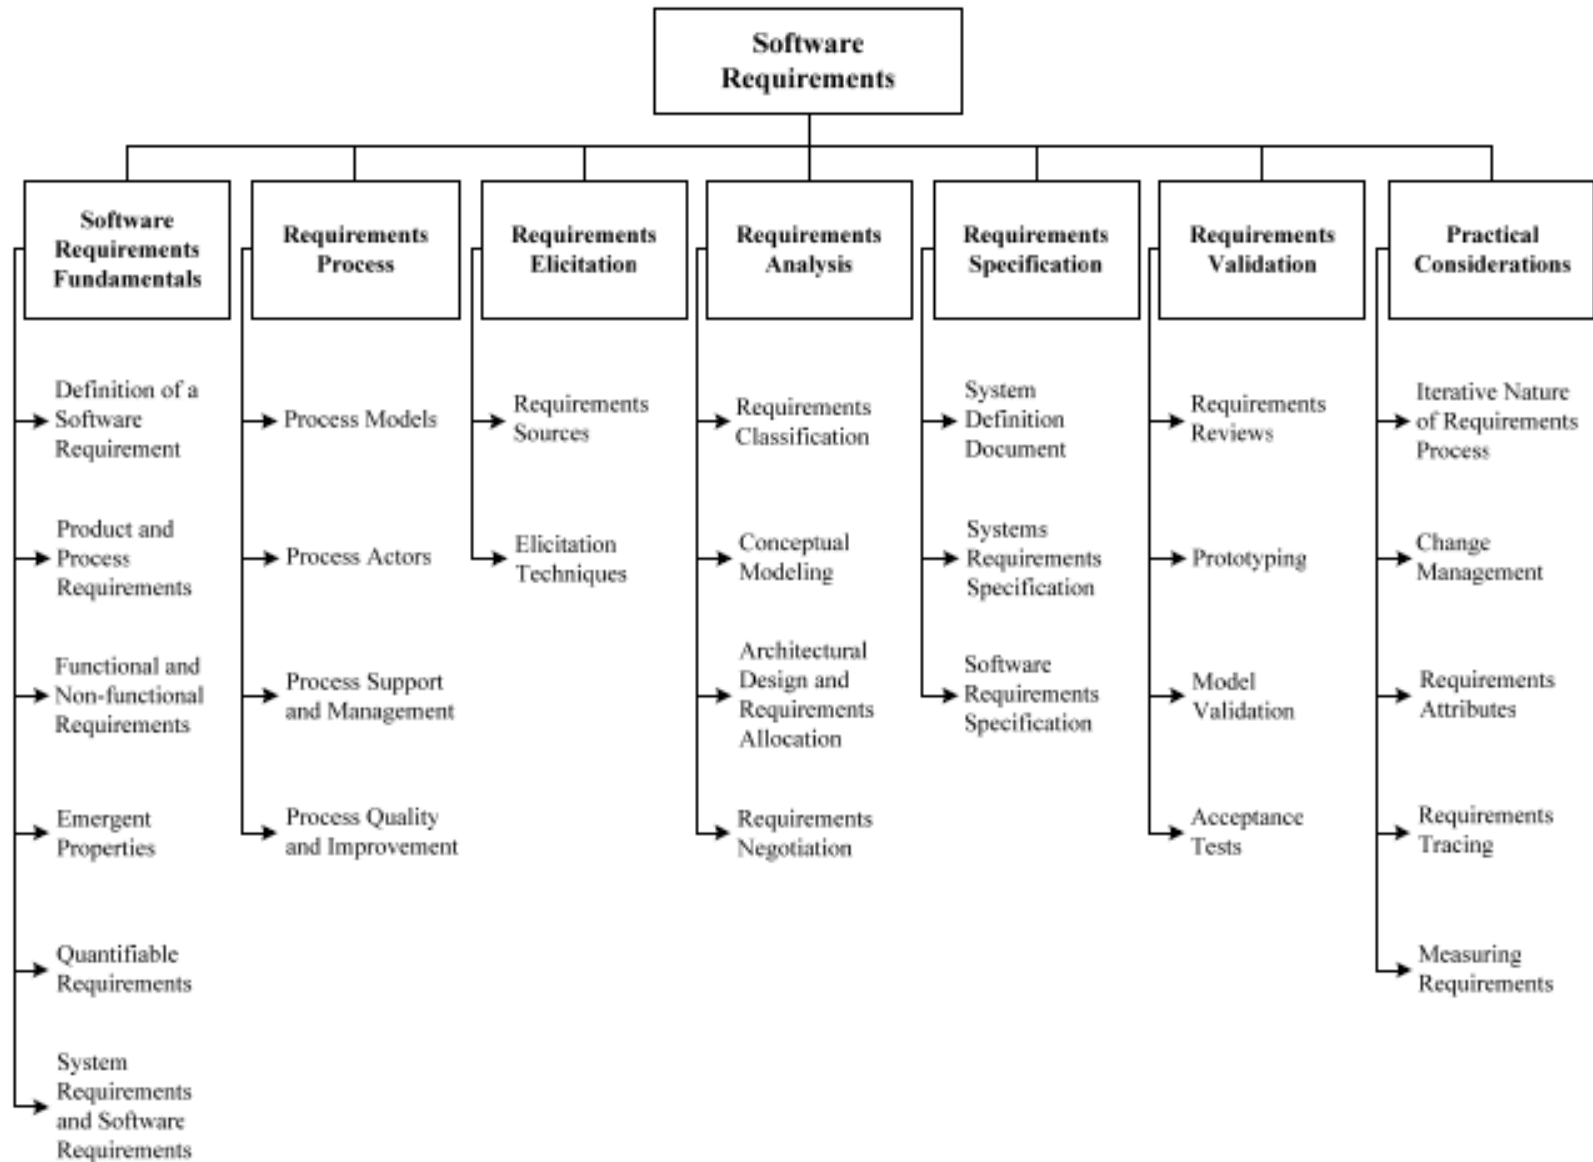 Software
Requirements
Software
Requirements
Fundamentals
Requirements
Process
Requirements
Elicitation
Requirements
Analysis
Requirements
Specification
Requirements
Validation
Practical
Considerations
Definition of a
Software
Requirement
Product and
Process
Requirements
Functional and
Non-functional
Requirements
Emergent
Properties
Quantifiable
Requirements
System
Requirements
and Software
Requirements
Process Models
Process Actors
Process Support
and Management
Process Quality
and Improvement
Requirements
Sources
Elicitation
Techniques
Requirements
Classification
Conceptual
Modeling
Architectural
Design and
Requirements
Allocation
Requirements
Negotiation
System
Definition
Document
Systems
Requirements
Specification
Software
Requirements
Specification
Requirements
Reviews
Prototyping
Model
Validation
Acceptance
Tests
Iterative Nature
of Requirements
Process
Change
Management
Requirements
Attributes
Requirements
Tracing
Measuring
Requirements